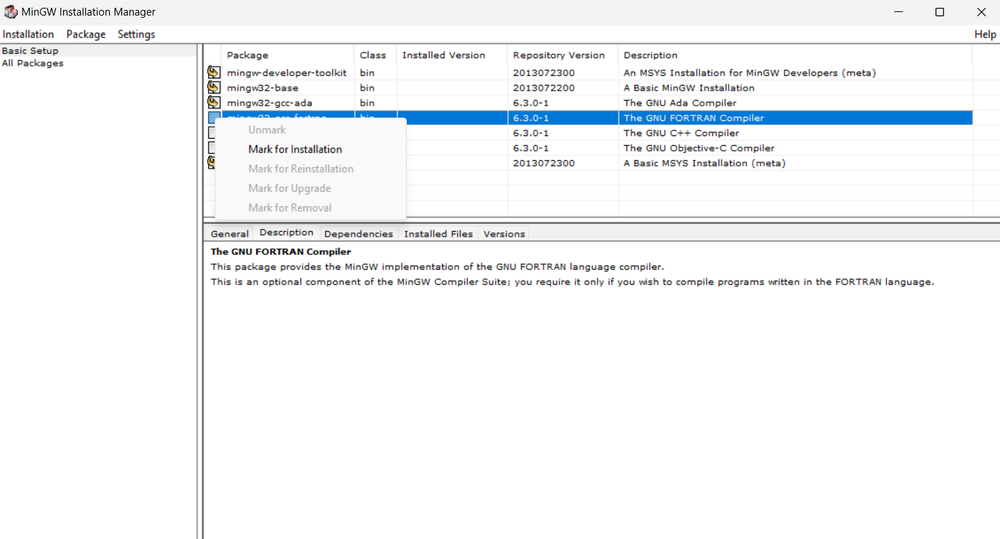 MinGW Installation Manager
Installation Package Settings Help
Basic Setup
All Packages
Package Class Installed Version Repository Version Description
mingw-developer-toolkit bin 2013072300 An MSYS Installation for MinGW Developers (meta)
mingw32-base bin 2013072200 A Basic MinGW Installation
mingw32-gcc-ada bin 6.3.0-1 The GNU Ada Compiler
mingw32-gcc-fortran bin 6.3.0-1 The GNU FORTRAN Compiler
6.3.0-1 The GNU C++ Compiler
6.3.0-1 The GNU Objective-C Compiler
2013072300 A Basic MSYS Installation (meta)
Unmark
Mark for Installation
Mark for Reinstallation
Mark for Upgrade
Mark for Removal
General Description Dependencies Installed Files Versions
The GNU FORTRAN Compiler
This package provides the MinGW implementation of the GNU FORTRAN language compiler.
This is an optional component of the MinGW Compiler Suite; you require it only if you wish to compile programs written in the FORTRAN language.